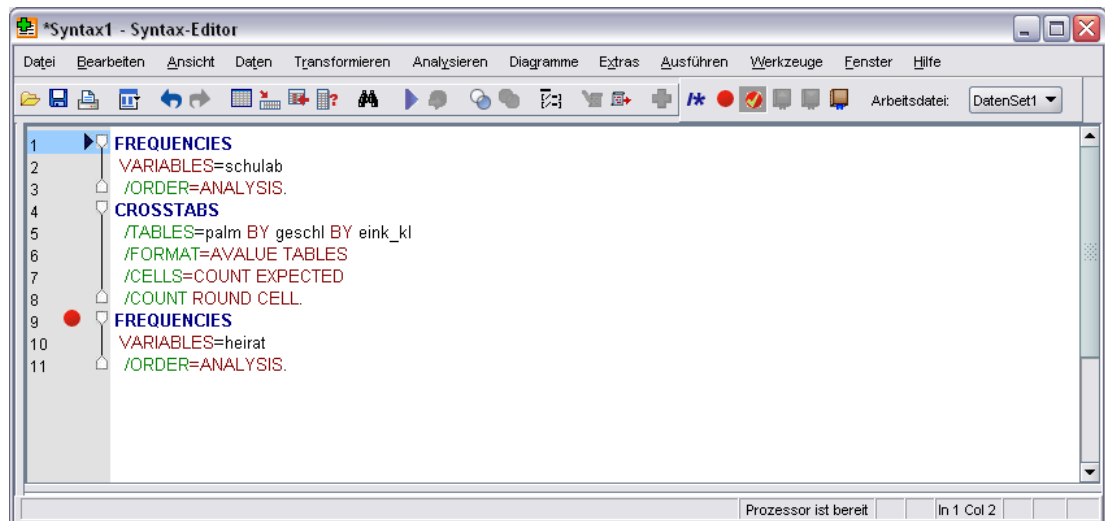 *Syntax1 - Syntax-Editor
Datei Bearbeiten Ansicht Daten Transformieren Analysieren Diagramme Extras Ausführen Werkzeuge Fenster Hilfe
Arbeitsdatei: DatenSet1
1 FREQUENCIES
2 VARIABLES=schulab
3 /ORDER=ANALYSIS.
4 CROSSTABS
5 /TABLES=palm BY geschl BY eink_kl
6 /FORMAT=AVALUE TABLES
7 /CELLS=COUNT EXPECTED
8 /COUNT ROUND CELL.
9 FREQUENCIES
10 VARIABLES=heirat
11 /ORDER=ANALYSIS.
Prozessor ist bereit In 1 Col 2